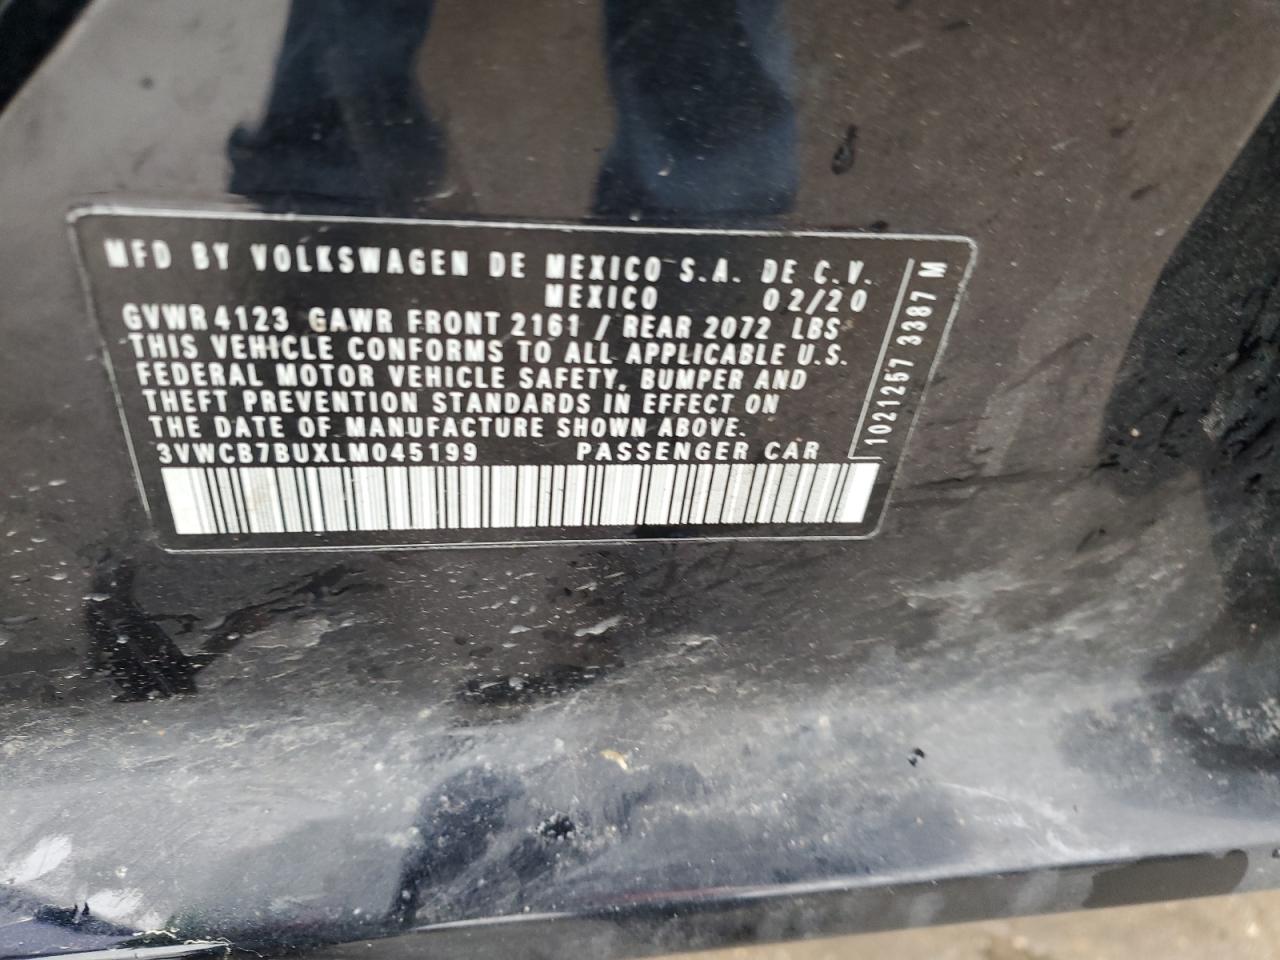 MFD BY VOLKSWAGEN DE MEXICO S.A. DE C.V.
MEXICO 02/20
GVWR 4123 GAWR FRONT 2161 / REAR 2072 LBS
THIS VEHICLE CONFORMS TO ALL APPLICABLE U.S.
FEDERAL MOTOR VEHICLE SAFETY, BUMPER AND
THEFT PREVENTION STANDARDS IN EFFECT ON
THE DATE OF MANUFACTURE SHOWN ABOVE.
3VWCB7BUXLM045199 PASSENGER CAR
1021257 3387 M